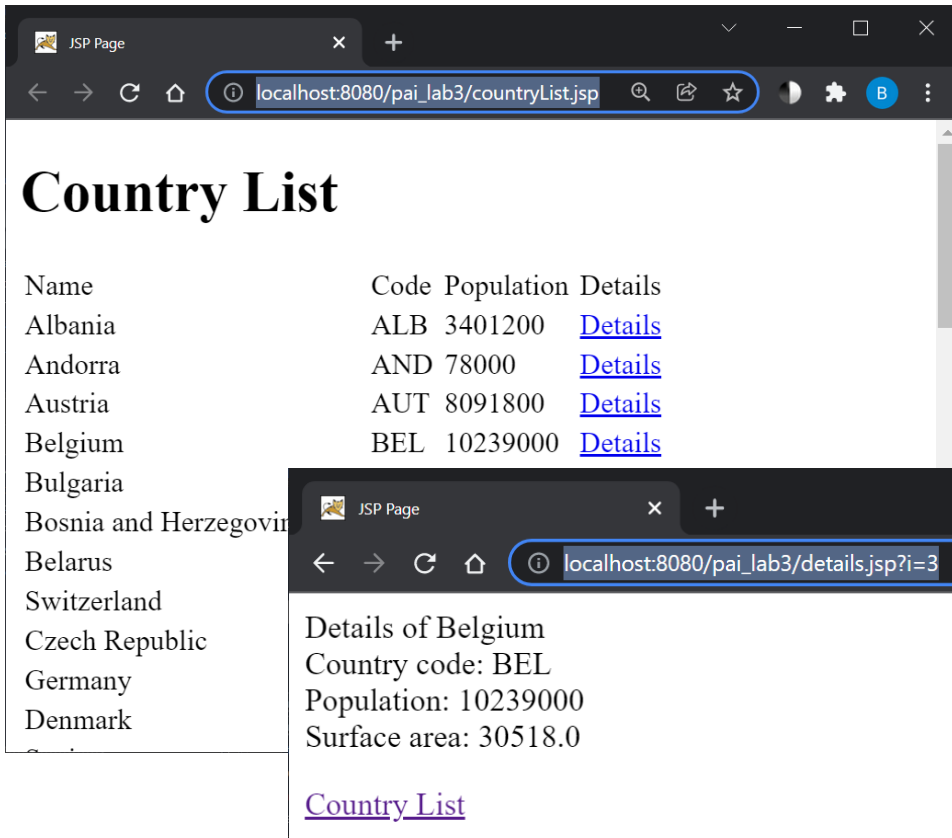 JSP Page
localhost:8080/pai_lab3/countryList.jsp
B
Country List
Name Code Population Details
Albania ALB 3401200 Details
Andorra AND 78000 Details
Austria AUT 8091800 Details
Belgium BEL 10239000 Details
Bulgaria
Bosnia and
Belarus
Switzerland
Czech Republic
Germany
Denmark
JSP Page
localhost:8080/pai_lab3/details.jsp?i=3
Details of Belgium
Country code: BEL
Population: 10239000
Surface area: 30518.0
Country List